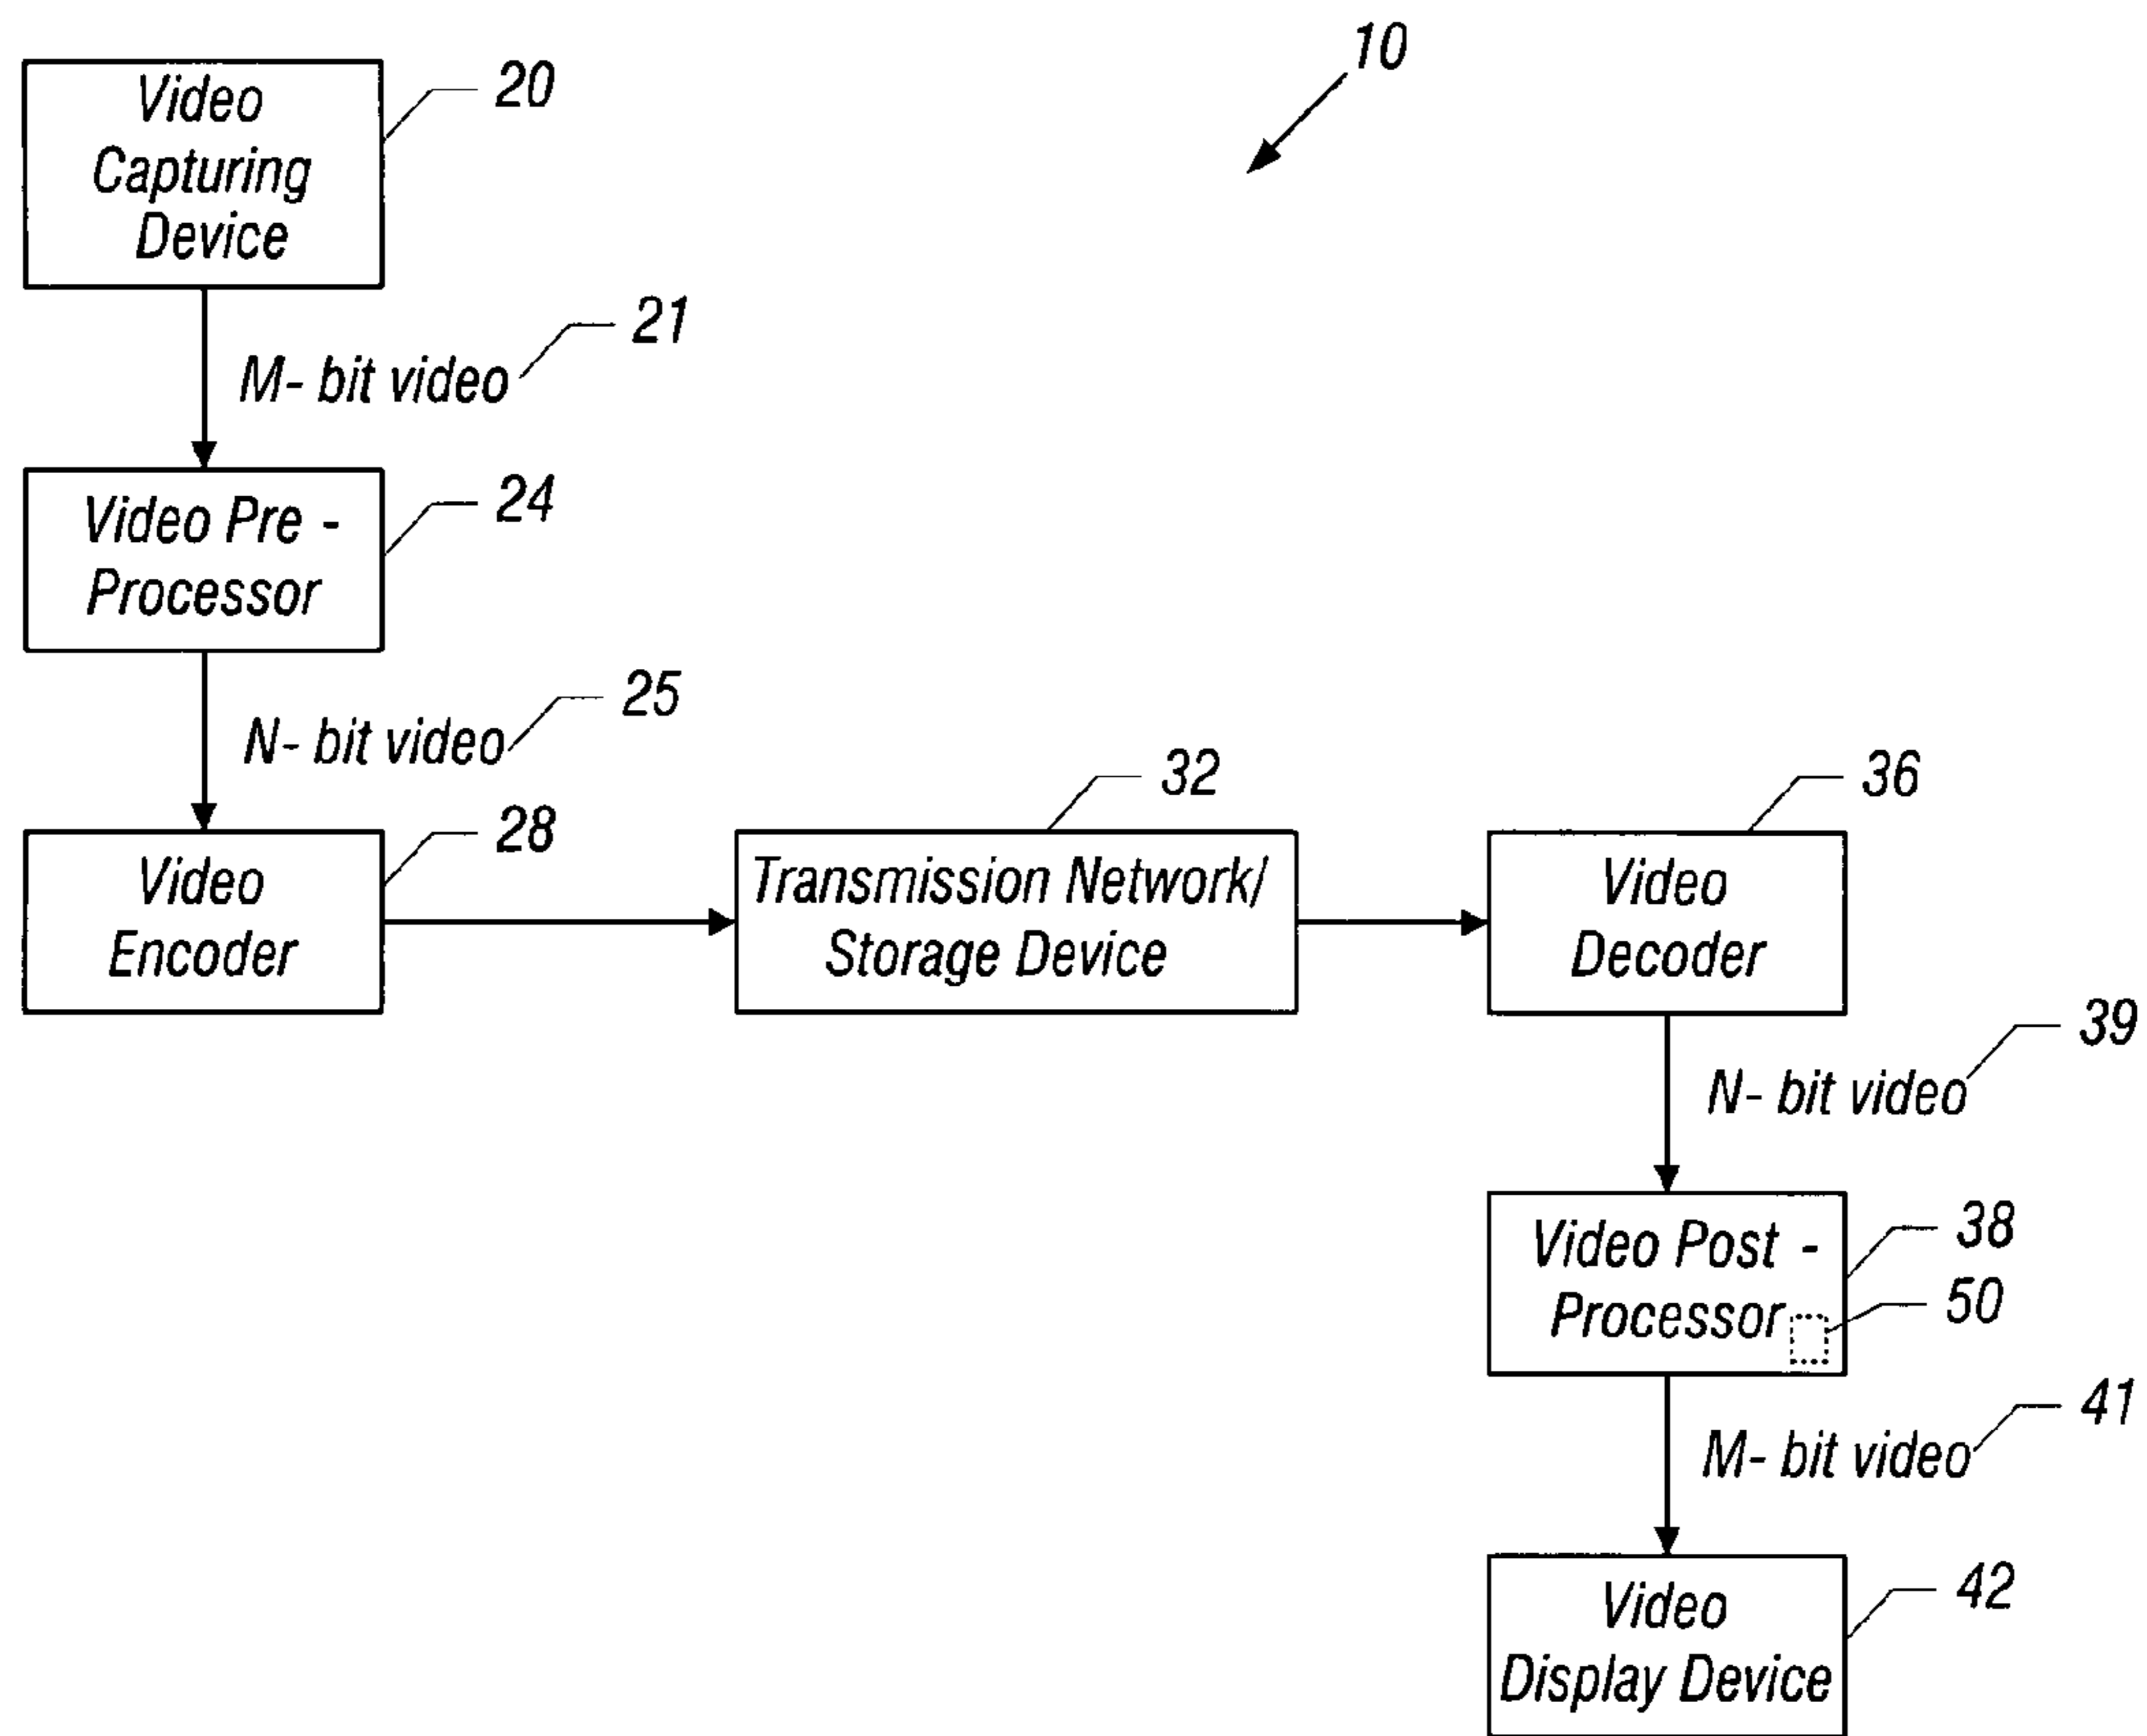 10
Video
Capturing
Device
20
M- bit video
21
Video Pre -
Processor
24
N- bit video
25
Video
Encoder
28
Transmission Network/
Storage Device
32
Video
Decoder
36
N- bit video
39
Video Post -
Processor
38
50
M- bit video
41
Video
Display Device
42